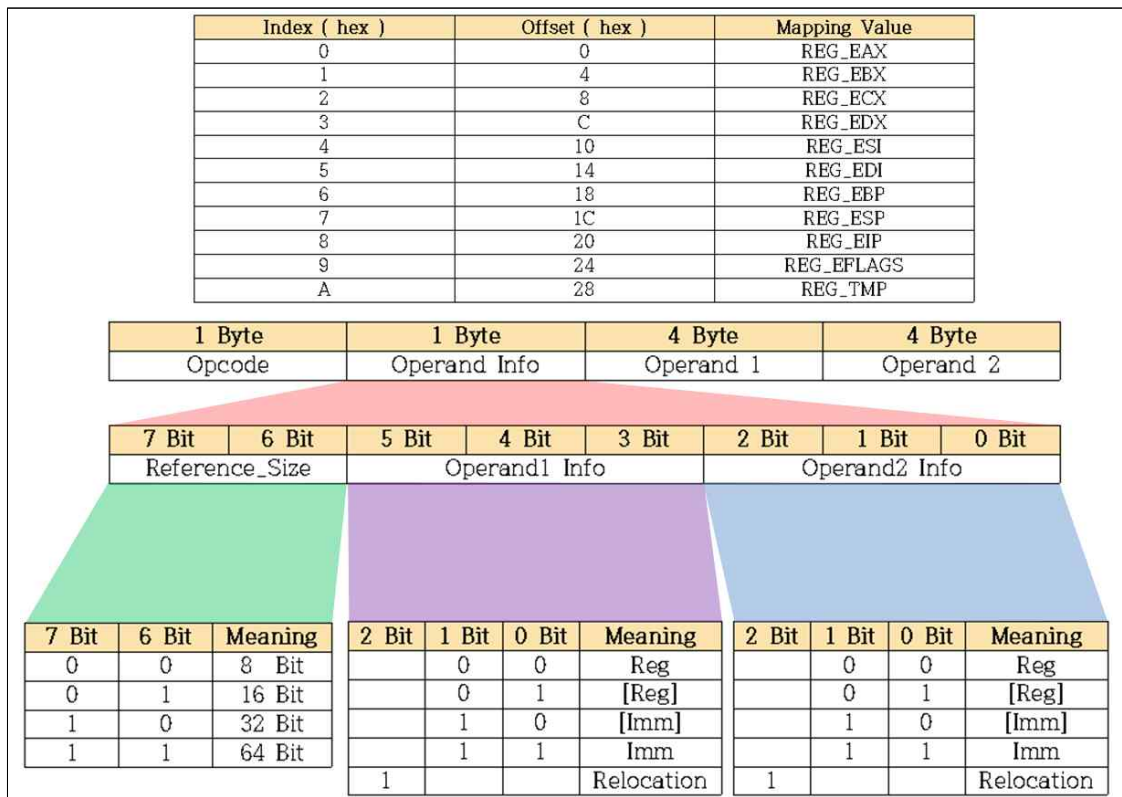 Index ( hex ) Offset ( hex ) Mapping Value
0 0 REG_EAX
1 4 REG_EBX
2 8 REG_ECX
3 C REG_EDX
4 10 REG_ESI
5 14 REG_EDI
6 18 REG_EBP
7 1C REG_ESP
8 20 REG_EIP
9 24 REG_EFLAGS
A 28 REG_TMP
1 Byte 1 Byte 4 Byte 4 Byte
Opcode Operand Info Operand 1 Operand 2
7 Bit 6 Bit 5 Bit 4 Bit 3 Bit 2 Bit 1 Bit 0 Bit
Reference_Size Operand1 Info Operand2 Info
7 Bit 6 Bit Meaning 2 Bit 1 Bit 0 Bit Meaning 2 Bit 1 Bit 0 Bit Meaning
0 0 8 Bit 0 0 Reg 0 0 Reg
0 1 16 Bit 0 1 [Reg] 0 1 [Reg]
1 0 32 Bit 1 0 [Imm] 1 0 [Imm]
1 1 64 Bit 1 1 Imm 1 1 Imm
1 Relocation 1 Relocation